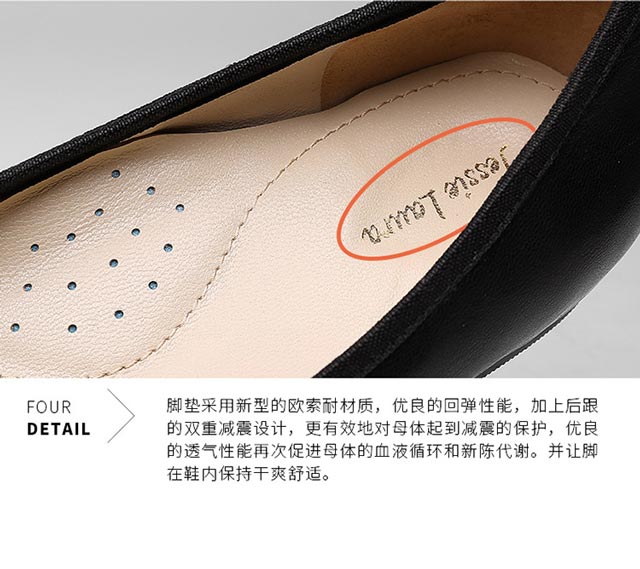 Jessie Laura
FOUR
DETAIL
脚垫采用新型的欧索耐材质，优良的回弹性能，加上后跟
的双重减震设计，更有效地对母体起到减震的保护，优良
的透气性能再次促进母体的血液循环和新陈代谢。并让脚
在鞋内保持干爽舒适。